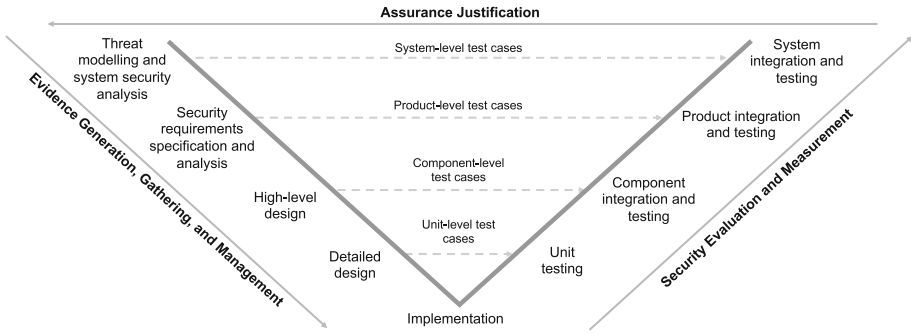 Assurance Justification
Threat
modelling and
system security
analysis
System-level test cases
System
integration and
testing
Security
requirements
specification and
analysis
Product-level test cases
Product integration
and testing
High-level
design
Component-level
test cases
Component
integration and
testing
Detailed
design
Unit-level test
cases
Unit
testing
Implementation
Evidence Generation, Gathering, and Management
Security Evaluation and Measurement